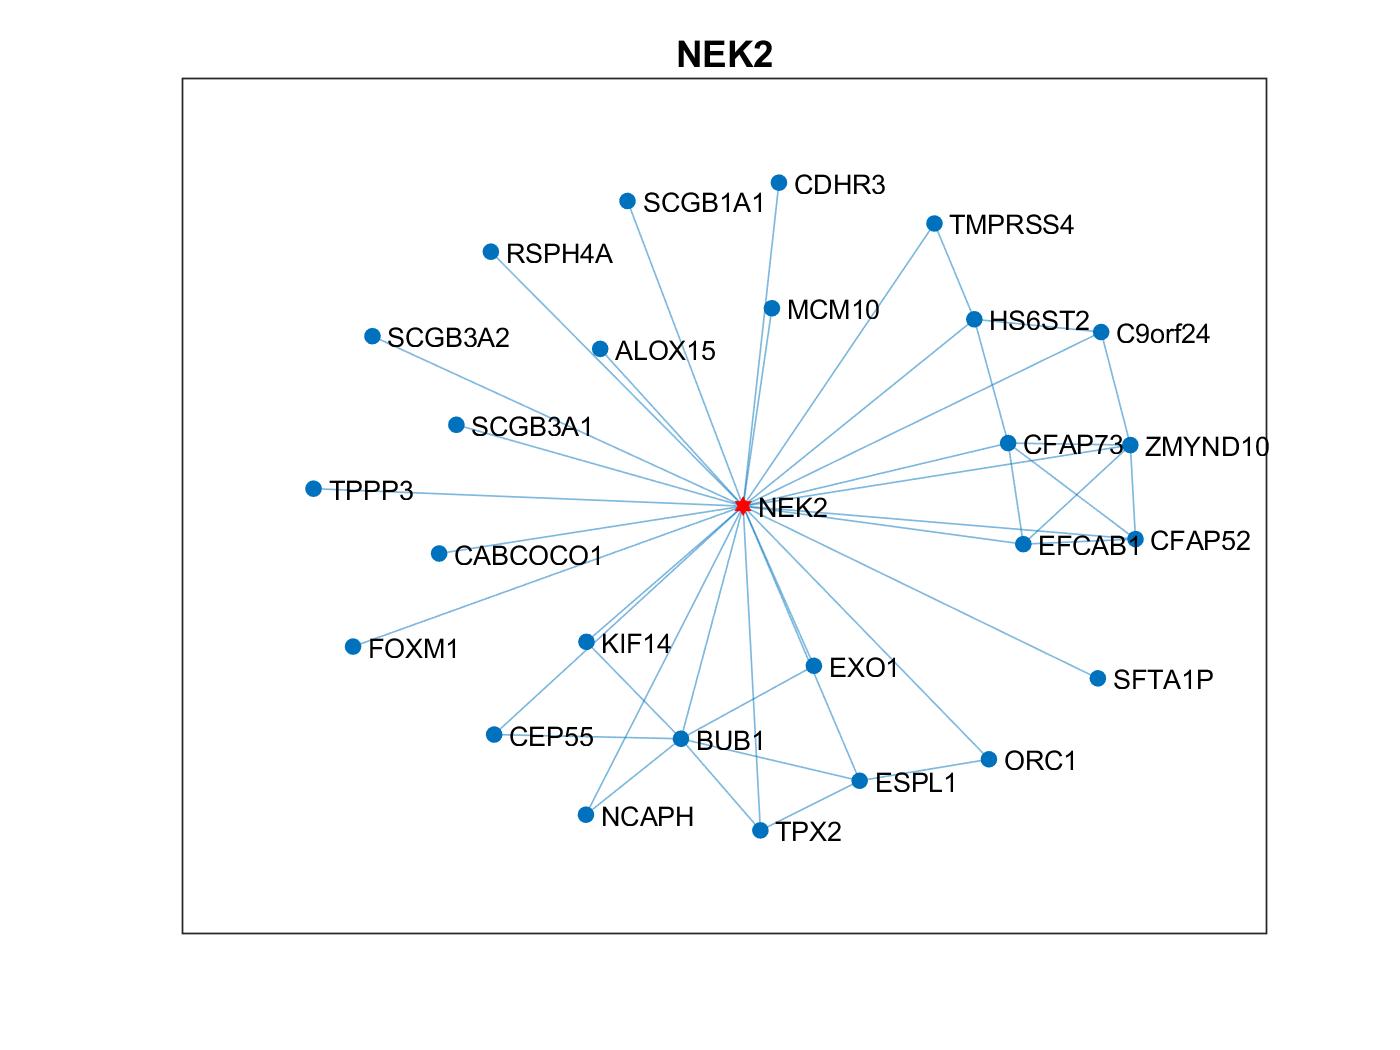 NEK2
CDHR3
SCGB1A1
TMPRSS4
RSPH4A
MCM10
HS6ST2
C9orf24
SCGB3A2
ALOX15
SCGB3A1
CFAP73
ZMYND10
TPPP3
NEK2
EFCAB1
CFAP52
CABCOCO1
KIF14
FOXM1
EXO1
SFTA1P
CEP55
BUB1
ORC1
ESPL1
NCAPH
TPX2